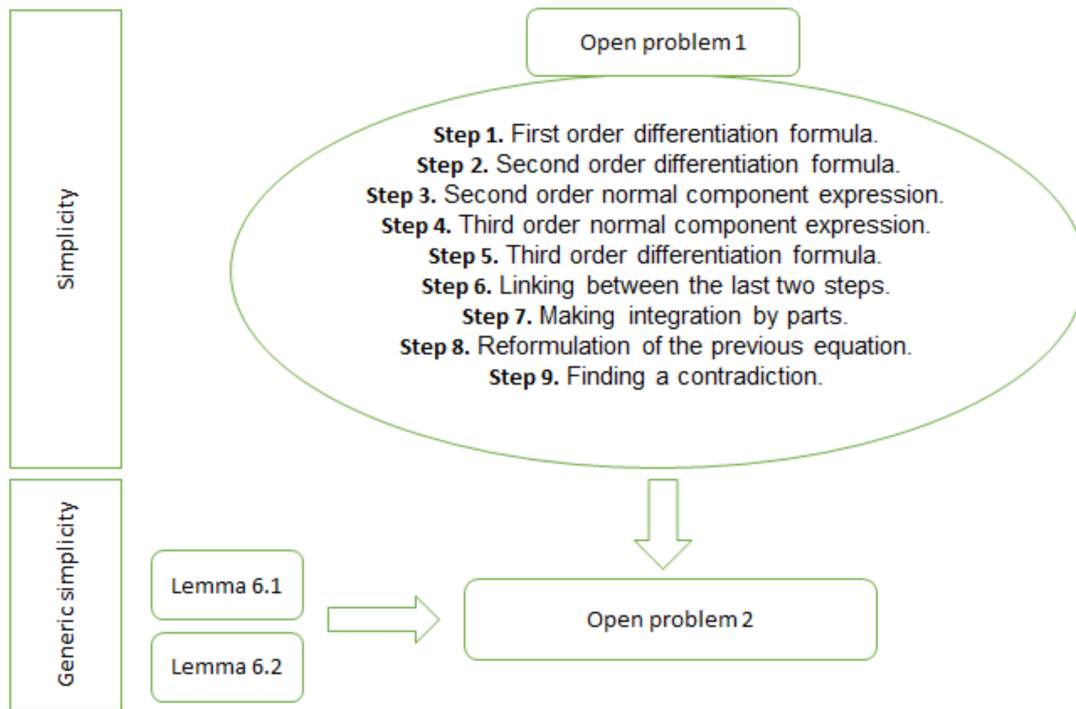 Simplicity
Open problem 1
Step 1. First order differentiation formula.
Step 2. Second order differentiation formula.
Step 3. Second order normal component expression.
Step 4. Third order normal component expression.
Step 5. Third order differentiation formula.
Step 6. Linking between the last two steps.
Step 7. Making integration by parts.
Step 8. Reformulation of the previous equation.
Step 9. Finding a contradiction.
Generic simplicity
Lemma 6.1
Lemma 6.2
Open problem 2